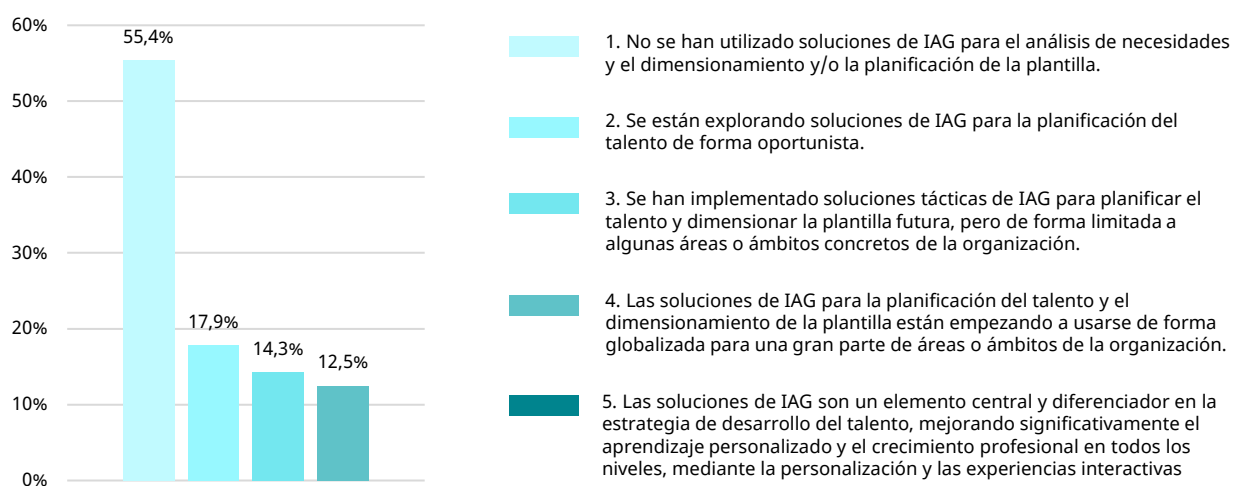 60%
50%
40%
30%
20%
10%
0%
55,4%
17,9%
14,3%
12,5%
1. No se han utilizado soluciones de IAG para el análisis de necesidades
y el dimensionamiento y/o la planificación de la plantilla.
2. Se están explorando soluciones de IAG para la planificación del
talento de forma oportunista.
3. Se han implementado soluciones tácticas de IAG para planificar el
talento y dimensionar la plantilla futura, pero de forma limitada a
algunas áreas o ámbitos concretos de la organización.
4. Las soluciones de IAG para la planificación del talento y el
dimensionamiento de la plantilla están empezando a usarse de forma
globalizada para una gran parte de áreas o ámbitos de la organización.
5. Las soluciones de IAG son un elemento central y diferenciador en la
estrategia de desarrollo del talento, mejorando significativamente el
aprendizaje personalizado y el crecimiento profesional en todos los
niveles, mediante la personalización y las experiencias interactivas